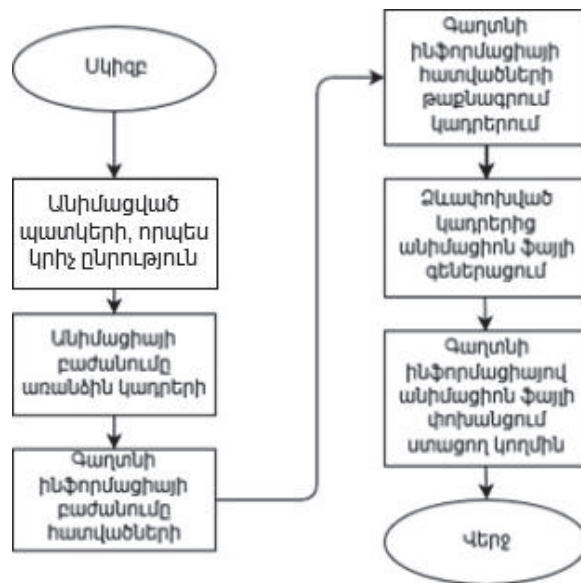 Սկիզբ
Անիմացված
պատկերի, որպես
կրիչ ընրություն
Անիմացիայի
բաժանումը
առանձին կադրերի
Գաղտնի
ինֆորմացիայի
բաժանումը
հատվածների
Գաղտնի
ինֆորմացիայի
հատվածների
թաքնագրում
կադրերում
Ձևափոխված
կադրերից
անիմացիոն ֆայլի
գեներացում
Գաղտնի
ինֆորմացիայով
անիմացիոն ֆայլի
փոխանցում
ստացող կողմին
Վերջ